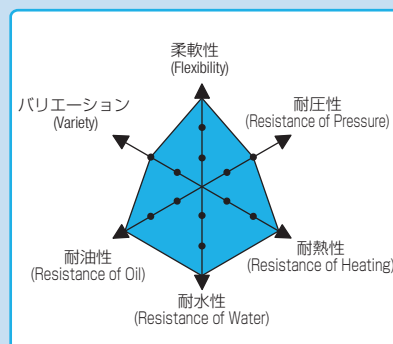 柔軟性
(Flexibility)
バリエーション
(Variety)
耐圧性
(Resistance of Pressure)
耐油性
(Resistance of Oil)
耐熱性
(Resistance of Heating)
耐水性
(Resistance of Water)